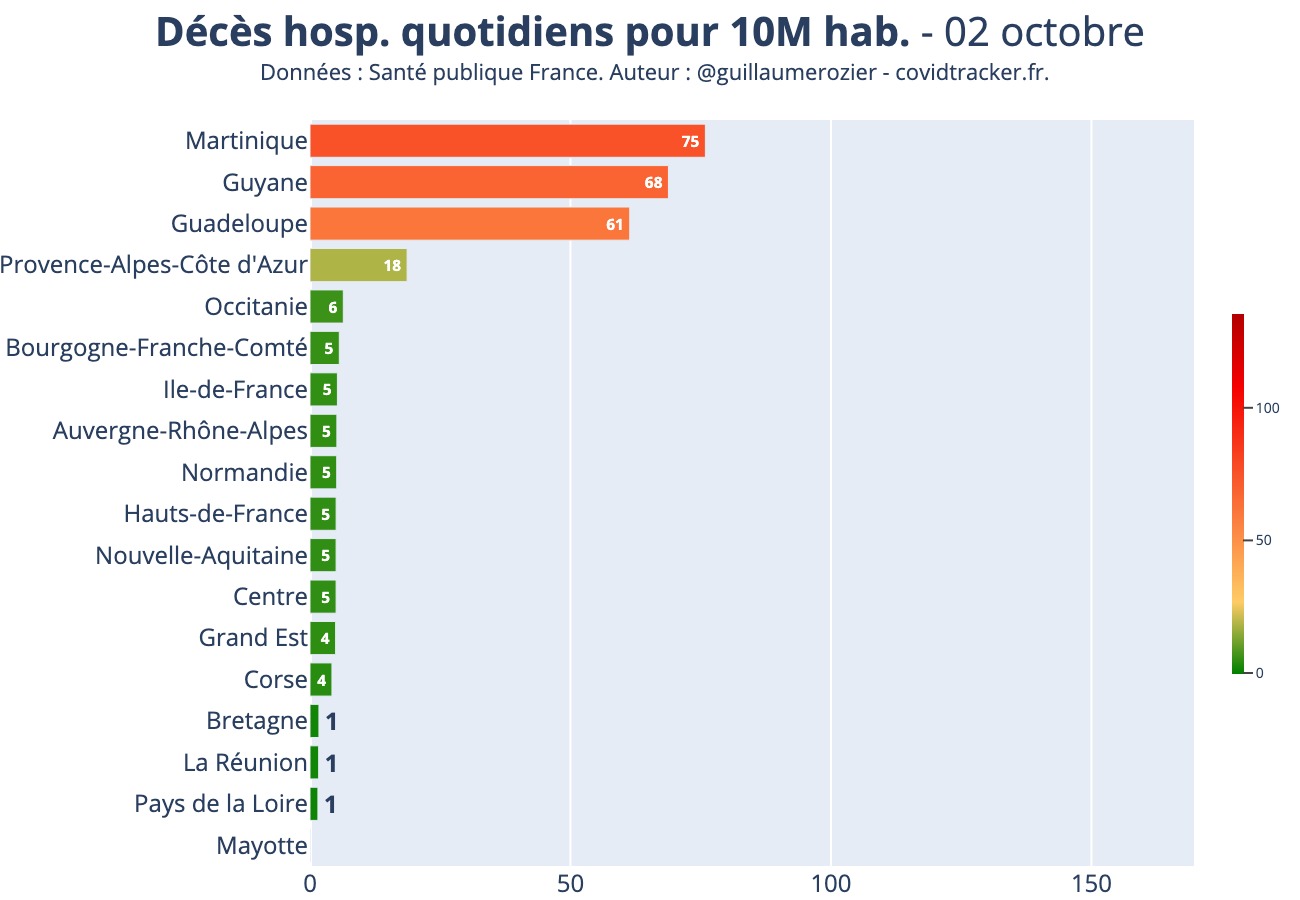 Décès hosp. quotidiens pour 10M hab. - 02 octobre
Données : Santé publique France. Auteur : @guillaumerozier - covidtracker.fr.
Martinique 75
Guyane 68
Guadeloupe 61
Provence-Alpes-Côte d'Azur 18
Occitanie 6
Bourgogne-Franche-Comté 5
Ile-de-France 5
Auvergne-Rhône-Alpes 5
Normandie 5
Hauts-de-France 5
Nouvelle-Aquitaine 5
Centre 5
Grand Est 4
Corse 4
Bretagne 1
La Réunion 1
Pays de la Loire 1
Mayotte
0 50 100 150
100
50
0